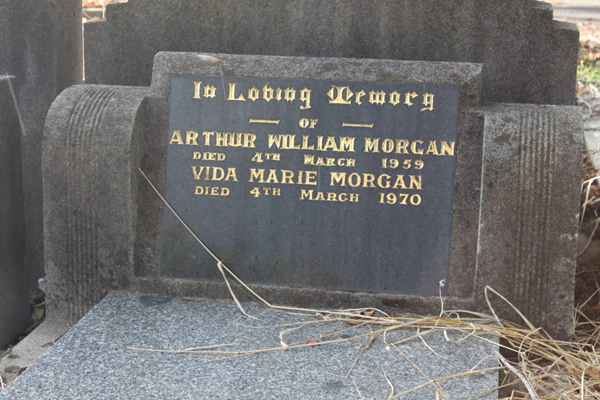 In Loving Memory
OF
ARTHUR WILLIAM MORGAN
DIED 4TH MARCH 1959
VIDA MARIE MORGAN
DIED 4TH MARCH 1970